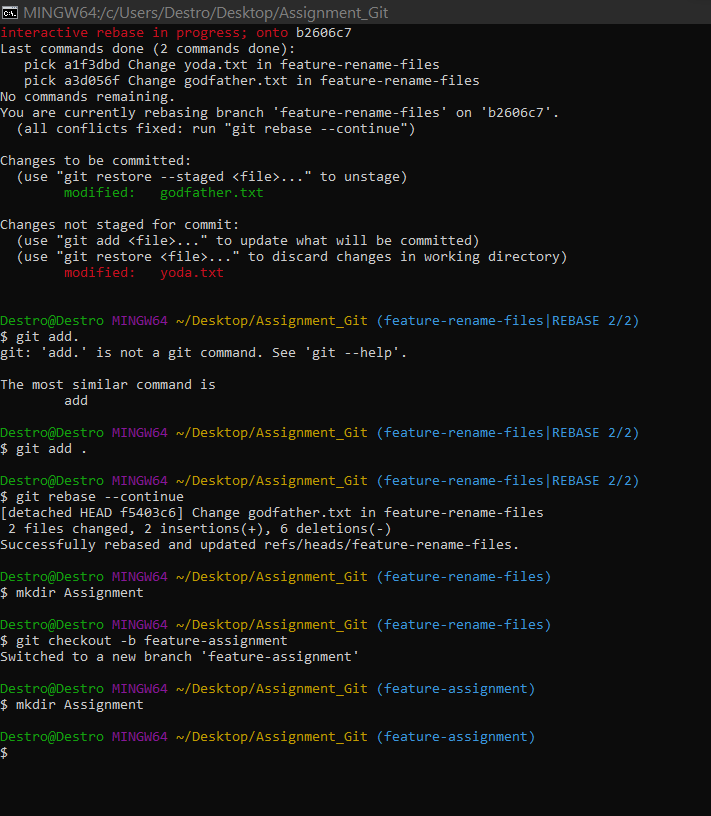 MINGW64:/c/Users/Destro/Desktop/Assignment_Git
interactive rebase in progress; onto b2606c7
Last commands done (2 commands done):
   pick a1f3dbd Change yoda.txt in feature-rename-files
   pick a3d056f Change godfather.txt in feature-rename-files
No commands remaining.
You are currently rebasing branch 'feature-rename-files' on 'b2606c7'.
  (all conflicts fixed: run "git rebase --continue")

Changes to be committed:
  (use "git restore --staged <file>..." to unstage)
        modified:   godfather.txt

Changes not staged for commit:
  (use "git add <file>..." to update what will be committed)
  (use "git restore <file>..." to discard changes in working directory)
        modified:   yoda.txt

Destro@Destro MINGW64 ~/Desktop/Assignment_Git (feature-rename-files|REBASE 2/2)
$ git add.
git: 'add.' is not a git command. See 'git --help'.

The most similar command is
        add

Destro@Destro MINGW64 ~/Desktop/Assignment_Git (feature-rename-files|REBASE 2/2)
$ git add .

Destro@Destro MINGW64 ~/Desktop/Assignment_Git (feature-rename-files|REBASE 2/2)
$ git rebase --continue
[detached HEAD f5403c6] Change godfather.txt in feature-rename-files
 2 files changed, 2 insertions(+), 6 deletions(-)
Successfully rebased and updated refs/heads/feature-rename-files.

Destro@Destro MINGW64 ~/Desktop/Assignment_Git (feature-rename-files)
$ mkdir Assignment

Destro@Destro MINGW64 ~/Desktop/Assignment_Git (feature-rename-files)
$ git checkout -b feature-assignment
Switched to a new branch 'feature-assignment'

Destro@Destro MINGW64 ~/Desktop/Assignment_Git (feature-assignment)
$ mkdir Assignment

Destro@Destro MINGW64 ~/Desktop/Assignment_Git (feature-assignment)
$